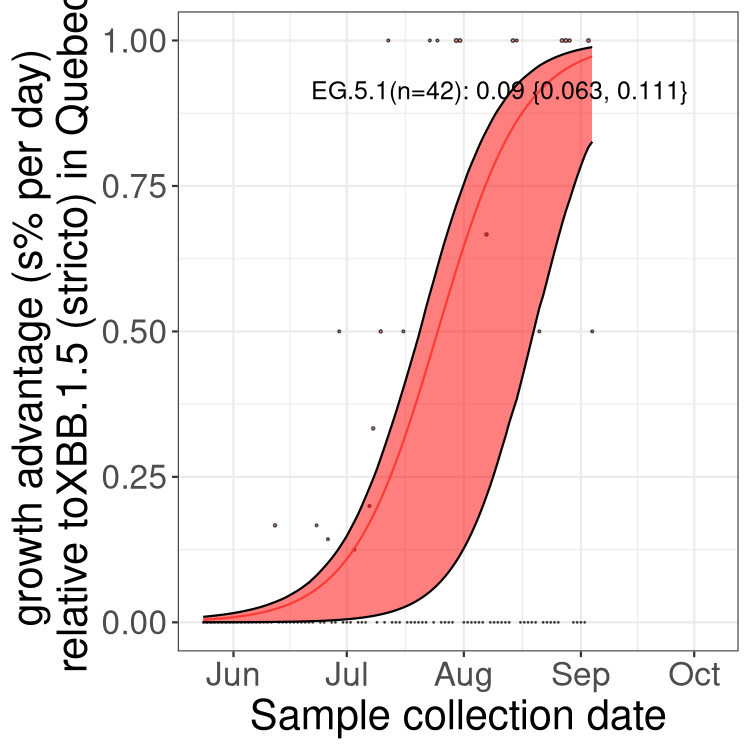 growth advantage (s% per day)
relative toXBB.1.5 (stricto) in Quebec
1.00
0.75
0.50
0.25
0.00
EG.5.1(n=42): 0.09 {0.063, 0.111}
Jun Jul Aug Sep Oct
Sample collection date